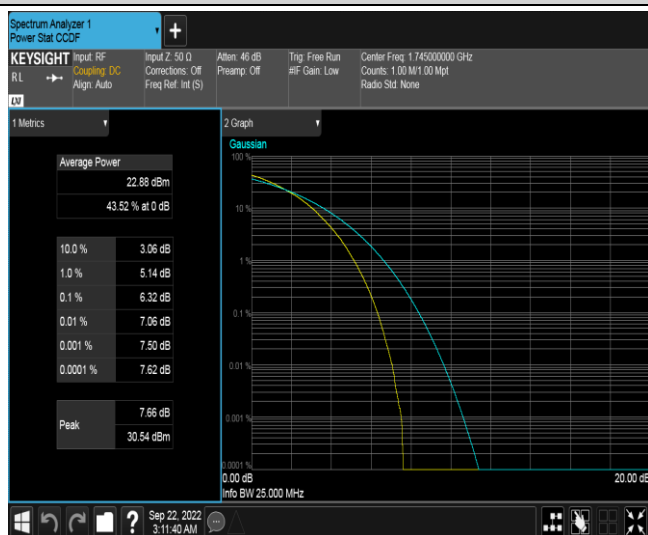 Spectrum Analyzer 1
Power Stat CCDF
+
KEYSIGHT
RL
LXI
Input: RF
Coupling: DC
Align: Auto
Input Z: 50 Ω
Corrections: Off
Freq Ref: Int (S)
Atten: 46 dB
Preamp: Off
Trig: Free Run
#IF Gain: Low
Center Freq: 1.745000000 GHz
Counts: 1.00 M/1.00 Mpt
Radio Std: None
1 Metrics
Average Power
22.88 dBm
43.52 % at 0 dB
10.0 % 3.06 dB
1.0 % 5.14 dB
0.1 % 6.32 dB
0.01 % 7.06 dB
0.001 % 7.50 dB
0.0001 % 7.62 dB
Peak
7.66 dB
30.54 dBm
2 Graph
Gaussian
100 %
10 %
1 %
0.1 %
0.01 %
0.001 %
0.0001 %
0.00 dB 20.00 dB
Info BW 25.000 MHz
?
Sep 22, 2022
3:11:40 AM